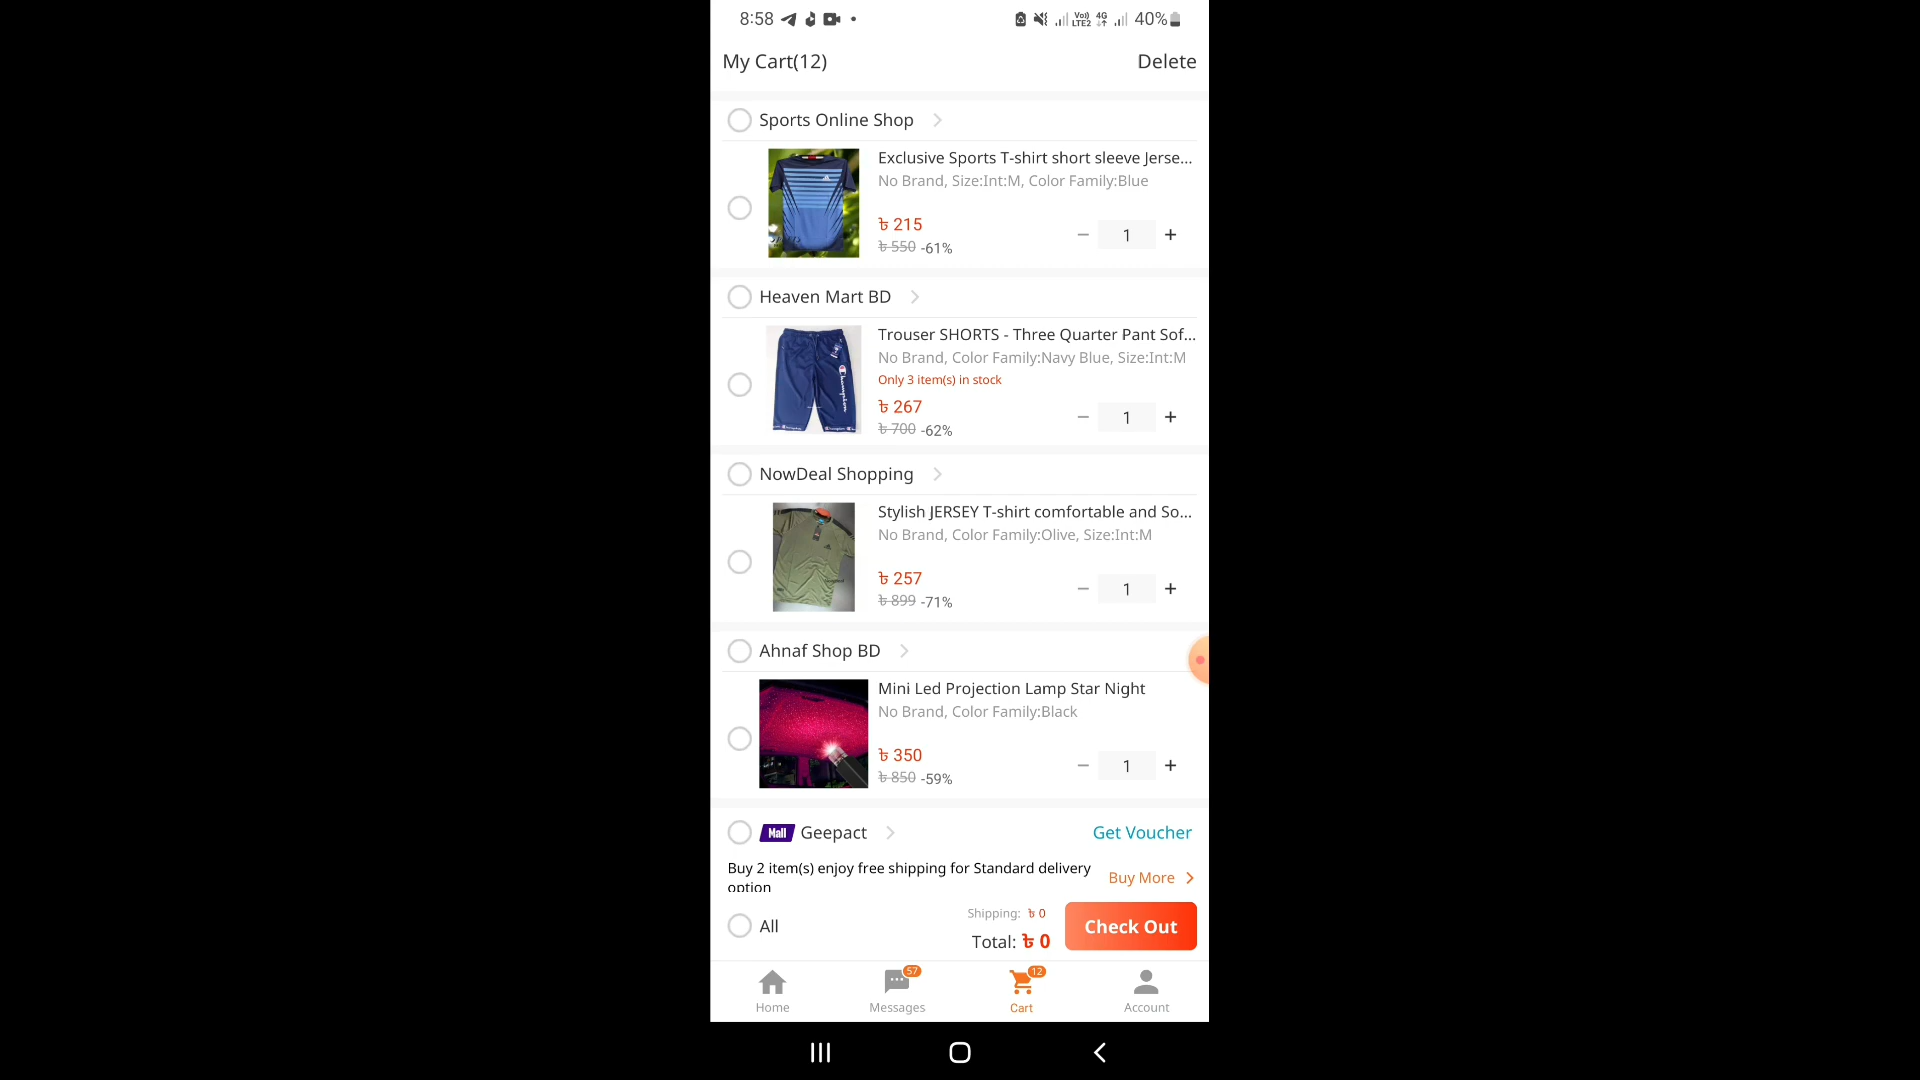 8:58
Vo)) LTE2 4G 40%
My Cart(12) Delete
Sports Online Shop
Exclusive Sports T-shirt short sleeve Jerse...
No Brand, Size:Int:M, Color Family:Blue
৳ 215
৳ 550 -61%
− 1 +
Heaven Mart BD
Trouser SHORTS - Three Quarter Pant Sof...
No Brand, Color Family:Navy Blue, Size:Int:M
Only 3 item(s) in stock
৳ 267
৳ 700 -62%
− 1 +
Champion
NowDeal Shopping
Stylish JERSEY T-shirt comfortable and So...
No Brand, Color Family:Olive, Size:Int:M
৳ 257
৳ 899 -71%
− 1 +
Ahnaf Shop BD
Mini Led Projection Lamp Star Night
No Brand, Color Family:Black
৳ 350
৳ 850 -59%
− 1 +
Mall Geepact Get Voucher
Buy 2 item(s) enjoy free shipping for Standard delivery
option
Buy More
All
Shipping: ৳ 0
Total: ৳ 0
Check Out
57
12
Home
Messages
Cart
Account